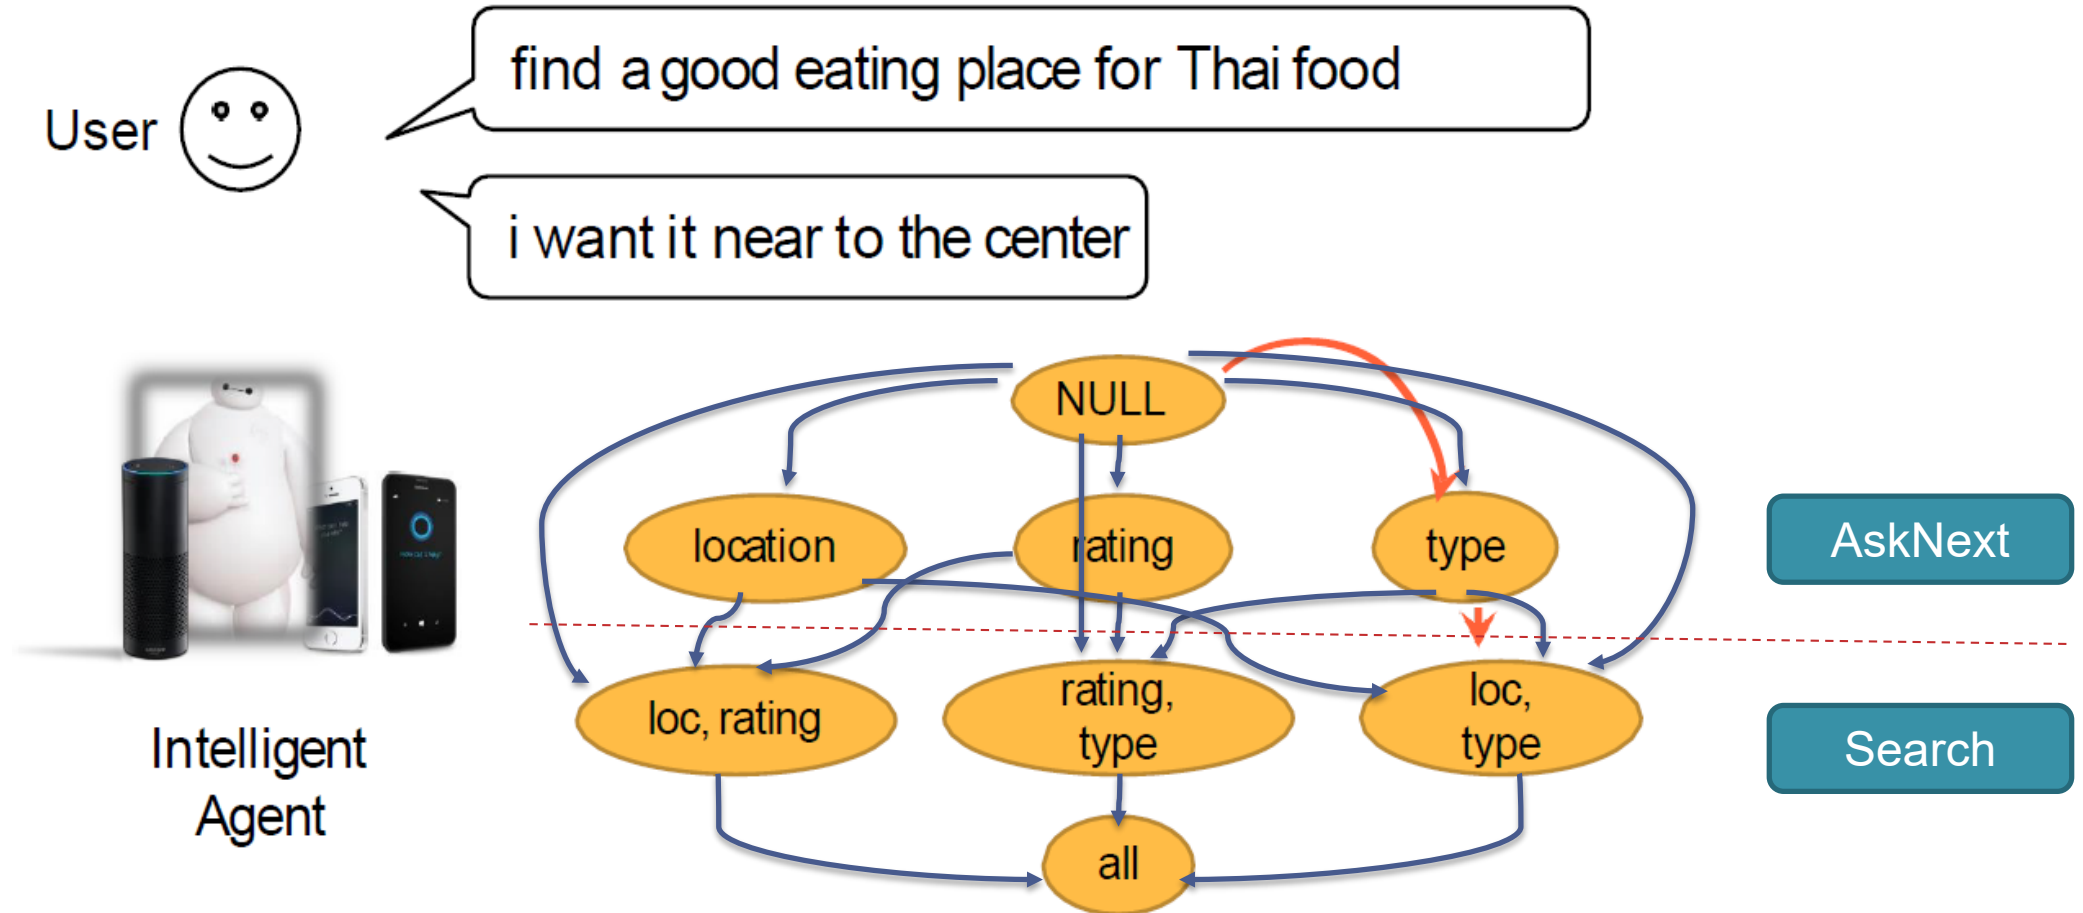 find a good eating place for Thai food
User
i want it near to the center
NULL
location
rating
type
AskNext
loc, rating
rating,
type
loc,
type
Search
Intelligent
Agent
all